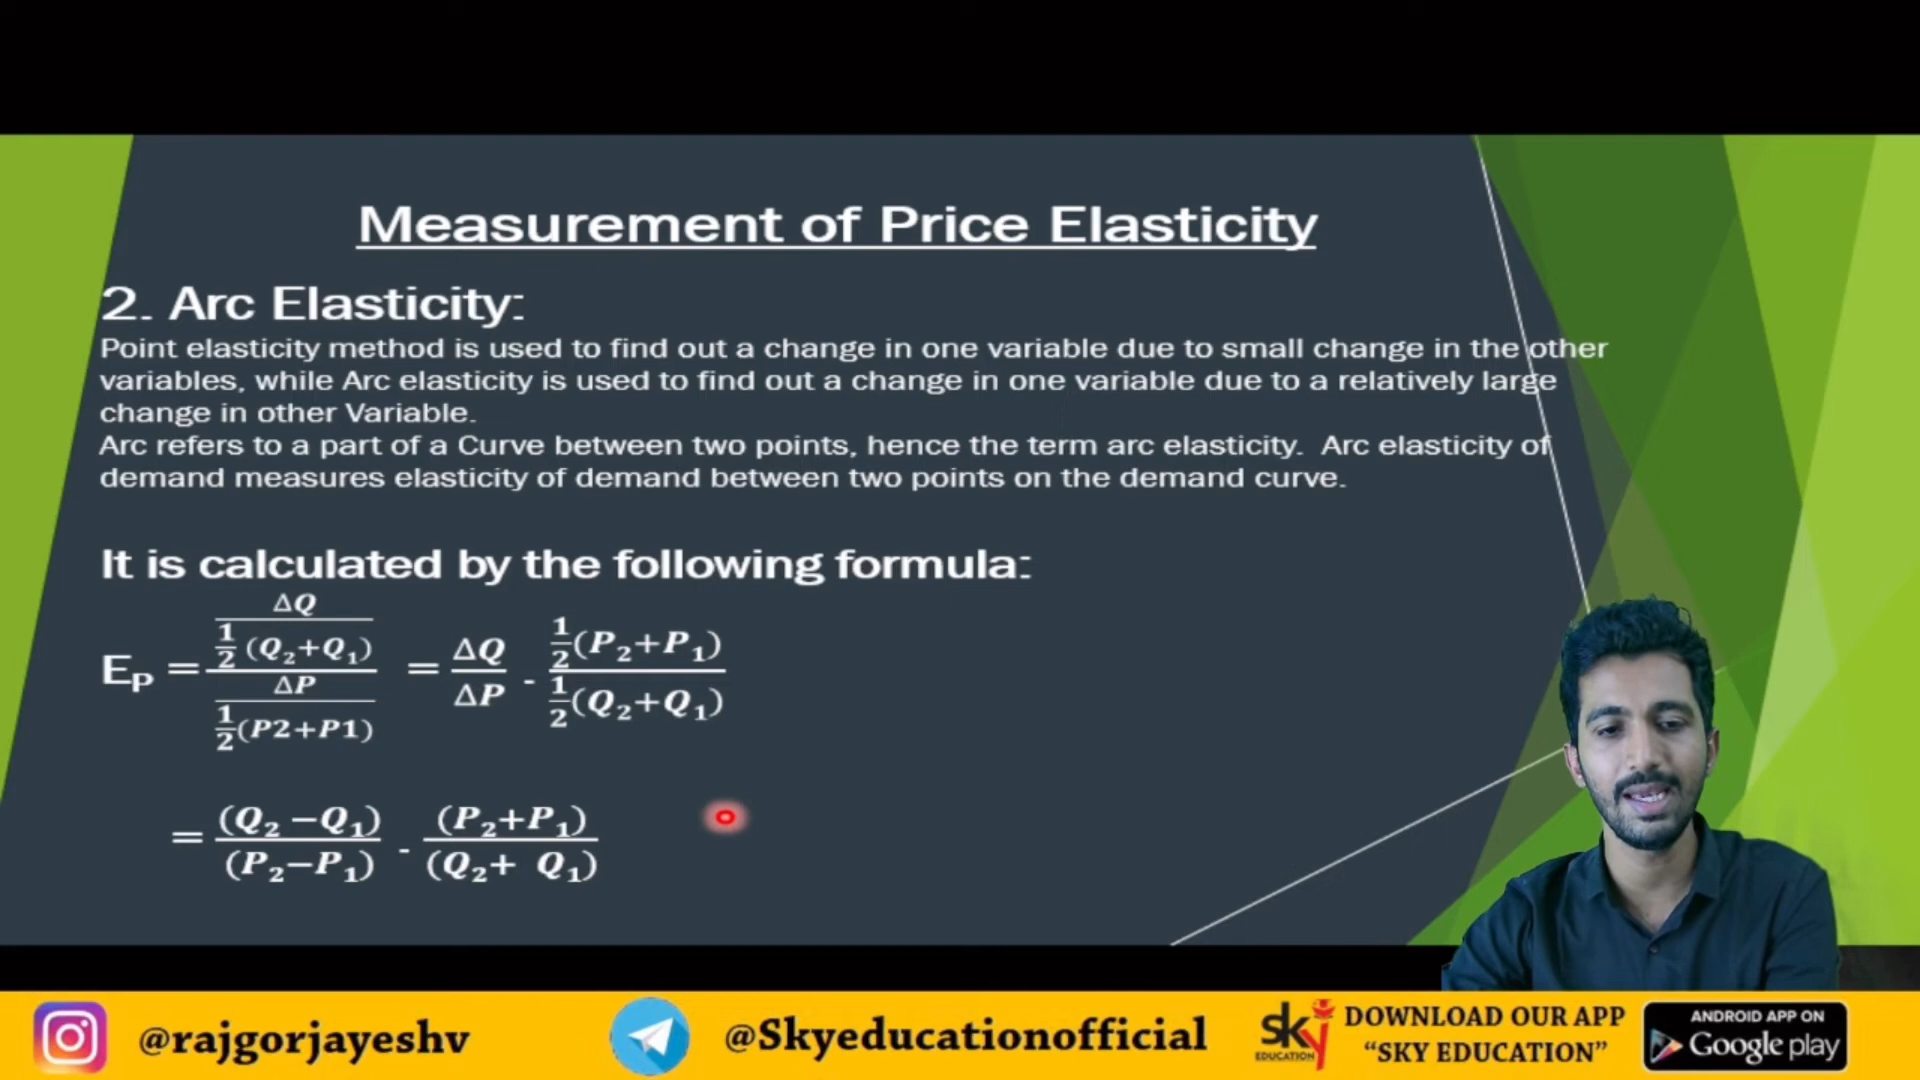 Measurement of Price Elasticity
2. Arc Elasticity:
Point elasticity method is used to find out a change in one variable due to small change in the other
variables, while Arc elasticity is used to find out a change in one variable due to a relatively large
change in other Variable.
Arc refers to a part of a Curve between two points, hence the term arc elasticity. Arc elasticity of
demand measures elasticity of demand between two points on the demand curve.
It is calculated by the following formula:
E_P = (ΔQ / ½ (Q₂+Q₁)) / (ΔP / ½(P2+P1)) = ΔQ/ΔP - ½(P₂+P₁) / ½(Q₂+Q₁)
= (Q₂ −Q₁) / (P₂−P₁) - (P₂+P₁) / (Q₂+ Q₁)
@rajgorjayeshv
@Skyeducationofficial
sky
EDUCATION
DOWNLOAD OUR APP
“SKY EDUCATION”
ANDROID APP ON
Google play